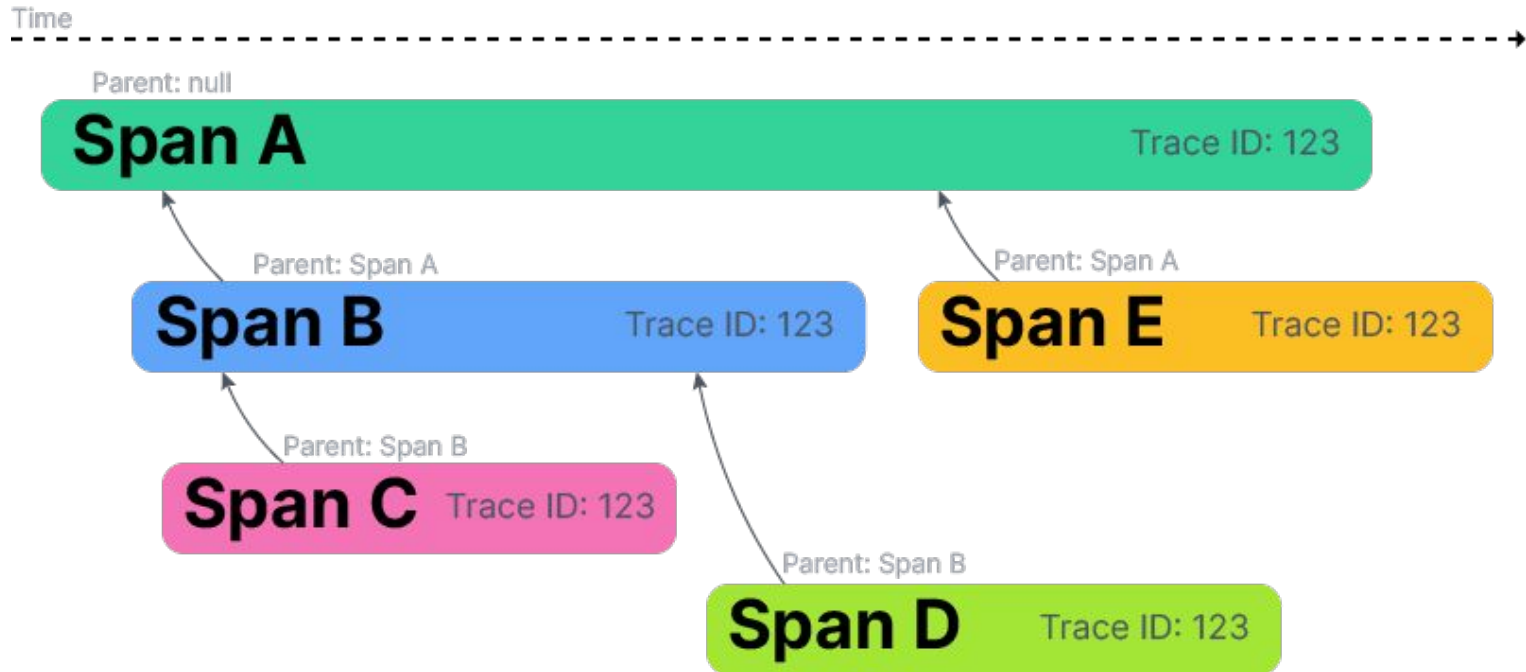 Time
Parent: null
Span A
Trace ID: 123
Parent: Span A
Parent: Span A
Span B
Trace ID: 123
Span E
Trace ID: 123
Parent: Span B
Span C
Trace ID: 123
Parent: Span B
Span D
Trace ID: 123